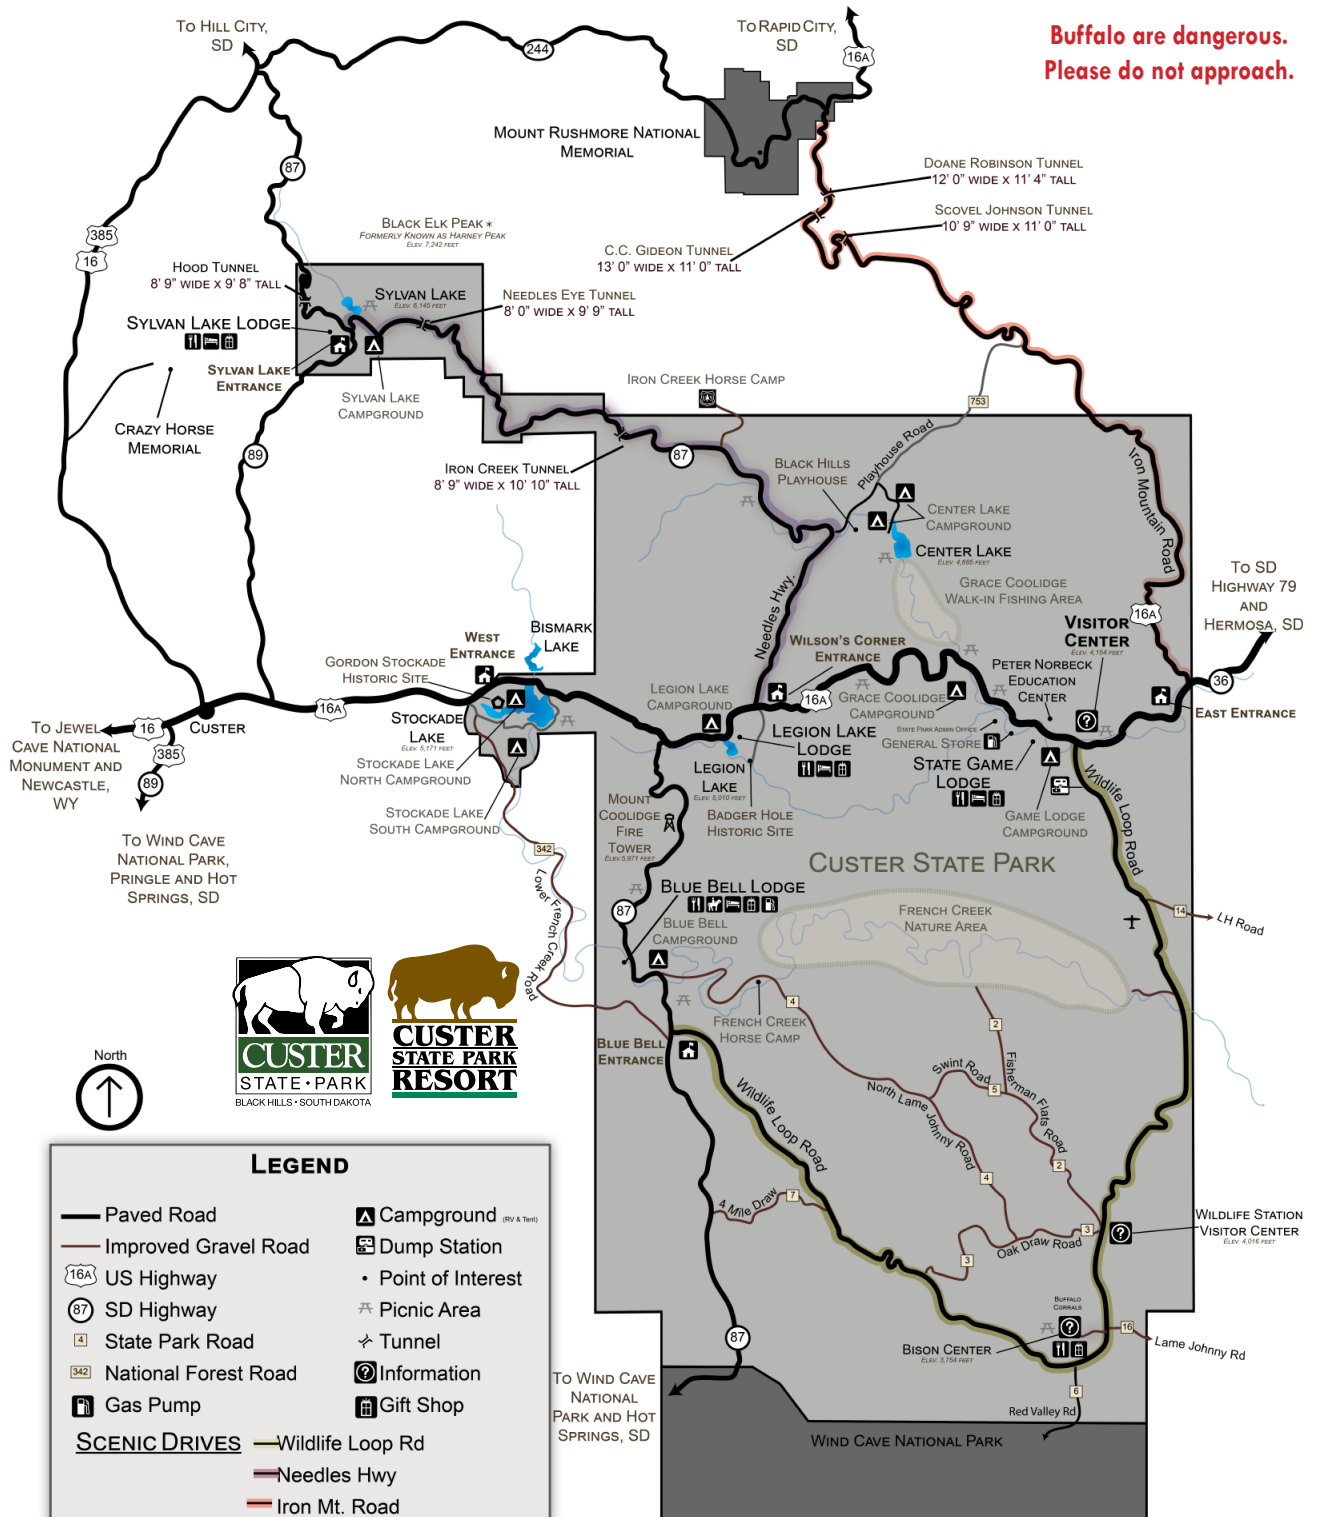 To Hill City,
SD
244
To Rapid City,
SD
16A
Buffalo are dangerous.
Please do not approach.
Mount Rushmore National
Memorial
87
Doane Robinson Tunnel
12' 0" wide x 11' 4" tall
Scovel Johnson Tunnel
10' 9" wide x 11' 0" tall
C.C. Gideon Tunnel
13' 0" wide x 11' 0" tall
385
16
Black Elk Peak *
Formerly Known as Harney Peak
Elev. 7,242 feet
Hood Tunnel
8' 9" wide x 9' 8" tall
Sylvan Lake
Elev. 6,145 feet
Needles Eye Tunnel
8' 0" wide x 9' 9" tall
Sylvan Lake Lodge
Sylvan Lake
Entrance
Sylvan Lake
Campground
Crazy Horse
Memorial
89
Iron Creek Horse Camp
753
87
Iron Creek Tunnel
8' 9" wide x 10' 10" tall
Playhouse Road
Black Hills
Playhouse
Iron Mountain Road
Center Lake
Campground
Center Lake
Elev. 4,685 feet
Grace Coolidge
Walk-in Fishing Area
Needles Hwy.
To SD
Highway 79
and
Hermosa, SD
16A
36
East Entrance
Visitor
Center
Elev. 4,154 feet
Peter Norbeck
Education
Center
Wilson's Corner
Entrance
16A
Grace Coolidge
Campground
State Park Admin Office
General Store
State Game
Lodge
Game Lodge
Campground
Bismark
Lake
West
Entrance
Gordon Stockade
Historic Site
16A
Stockade
Lake
Elev. 5,171 feet
Stockade Lake
North Campground
Stockade Lake
South Campground
Legion Lake
Campground
Legion Lake
Lodge
Legion
Lake
Elev. 5,010 feet
Badger Hole
Historic Site
Custer
To Jewel
Cave National
Monument and
Newcastle,
WY
16
385
89
To Wind Cave
National Park,
Pringle and Hot
Springs, SD
Mount
Coolidge
Fire
Tower
Elev. 5,971 feet
342
Lower French Creek Road
87
Blue Bell Lodge
Blue Bell
Campground
Custer State Park
Wildlife Loop Road
French Creek
Nature Area
14
LH Road
French Creek
Horse Camp
4
2
Blue Bell
Entrance
Wildlife Loop Road
Swint Road
5
Fisherman Flats Road
North Lame Johnny Road
4
2
4 Mile Draw
7
3
Oak Draw Road
3
Wildlife Station
Visitor Center
Elev. 4,016 feet
Buffalo
Corrals
Bison Center
Elev. 3,754 feet
16
Lame Johnny Rd
6
Red Valley Rd
87
To Wind Cave
National
Park and Hot
Springs, SD
Wind Cave National Park
CUSTER
STATE • PARK
BLACK HILLS • SOUTH DAKOTA
CUSTER
STATE PARK
RESORT
North
Legend
Paved Road
Improved Gravel Road
16A US Highway
87 SD Highway
4 State Park Road
342 National Forest Road
Gas Pump
Campground (RV & Tent)
Dump Station
Point of Interest
Picnic Area
Tunnel
Information
Gift Shop
Scenic Drives
Wildlife Loop Rd
Needles Hwy
Iron Mt. Road